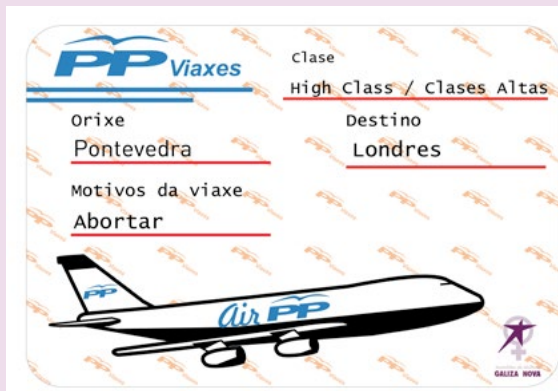 PP Viaxes
Clase
High Class / Clases Altas
Orixe
Destino
Pontevedra
Londres
Motivos da viaxe
Abortar
PP
Air PP
GALIZA NOVA